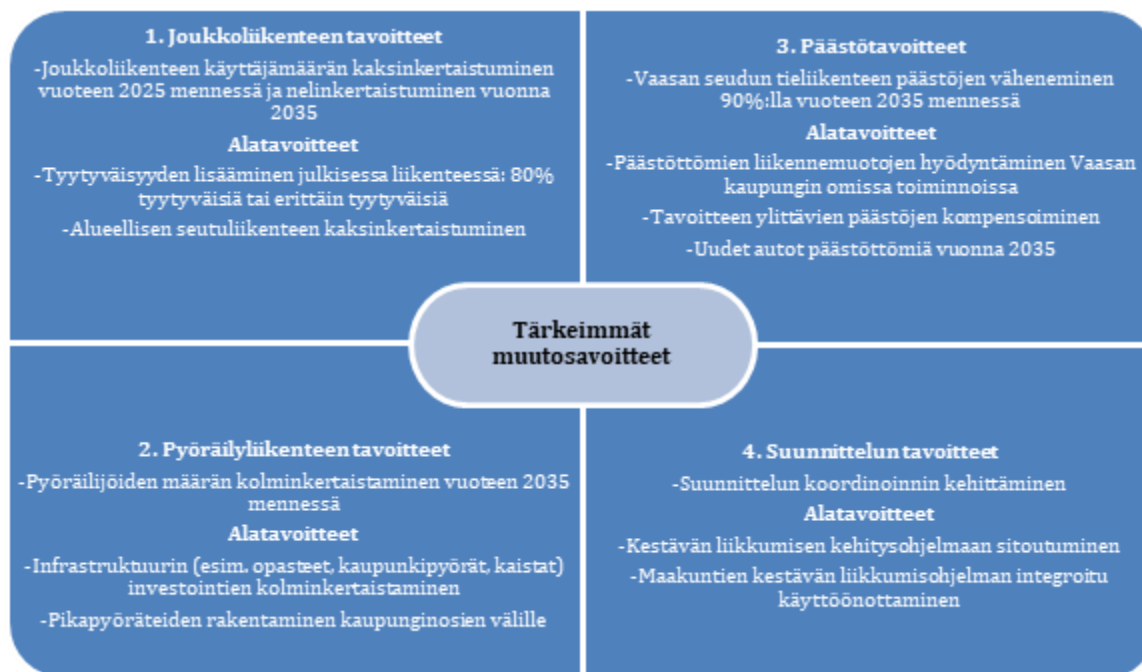 1. Joukkoliikenteen tavoitteet
-Joukkoliikenteen käyttäjämäärän kaksinkertaistuminen
vuoteen 2025 mennessä ja nelinkertaistuminen vuonna
2035
Alatavoitteet
-Tyytyväisyyden lisääminen julkisessa liikenteessä: 80%
tyytyväisiä tai erittäin tyytyväisiä
-Alueellisen seutuliikenteen kaksinkertaistuminen
3. Päästötavoitteet
-Vaasan seudun tieliikenteen päästöjen väheneminen
90%:lla vuoteen 2035 mennessä
Alatavoitteet
-Päästöttömien liikennemuotojen hyödyntäminen Vaasan
kaupungin omissa toiminnoissa
-Tavoitteen ylittävien päästöjen kompensoiminen
-Uudet autot päästöttömiä vuonna 2035
Tärkeimmät
muutosavoitteet
2. Pyöräilyliikenteen tavoitteet
-Pyöräilijöiden määrän kolminkertaistaminen vuoteen 2035
mennessä
Alatavoitteet
-Infrastruktuurin (esim. opasteet, kaupunkipyörät, kaistat)
investointien kolminkertaistaminen
-Pikapyöräteiden rakentaminen kaupunginosien välille
4. Suunnittelun tavoitteet
-Suunnittelun koordinoinnin kehittäminen
Alatavoitteet
-Kestävän liikkumisen kehitysohjelmaan sitoutuminen
-Maakuntien kestävän liikkumisohjelman integroitu
käyttöönottaminen